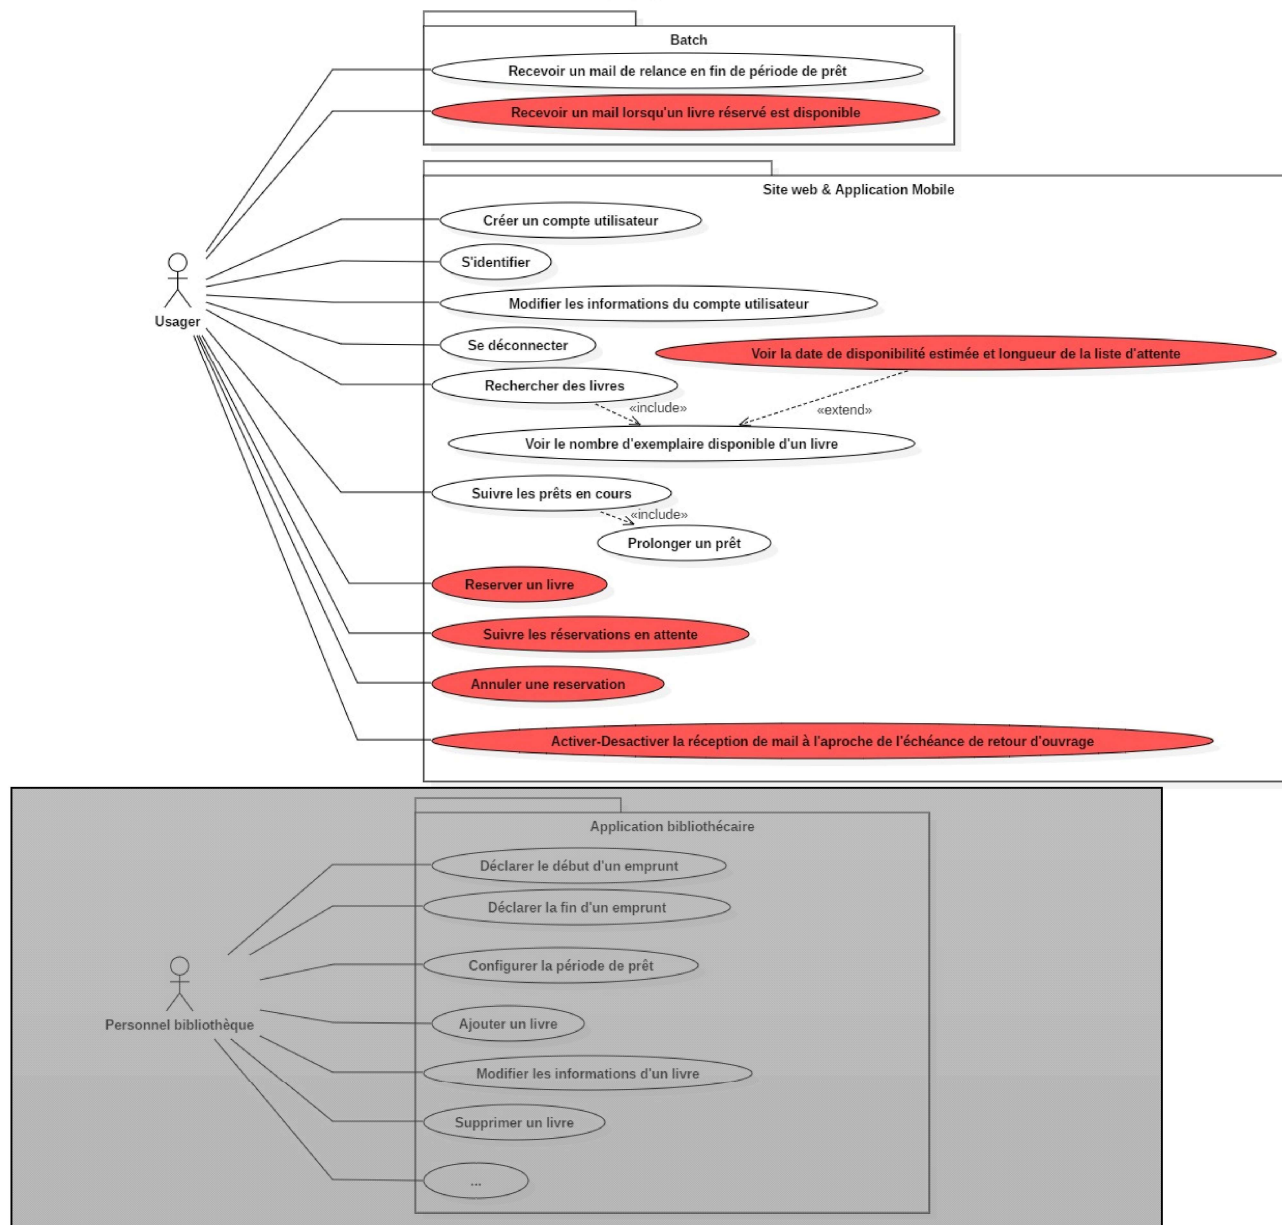 Batch
Recevoir un mail de relance en fin de période de prêt
Recevoir un mail lorsqu'un livre réservé est disponible
Site web & Application Mobile
Créer un compte utilisateur
S'identifier
Modifier les informations du compte utilisateur
Usager
Se déconnecter
Voir la date de disponibilité estimée et longueur de la liste d'attente
Rechercher des livres
«include»
«extend»
Voir le nombre d'exemplaire disponible d'un livre
Suivre les prêts en cours
«include»
Prolonger un prêt
Reserver un livre
Suivre les réservations en attente
Annuler une reservation
Activer-Desactiver la réception de mail à l'aproche de l'échéance de retour d'ouvrage
Application bibliothécaire
Déclarer le début d'un emprunt
Déclarer la fin d'un emprunt
Configurer la période de prêt
Personnel bibliothèque
Ajouter un livre
Modifier les informations d'un livre
Supprimer un livre
...